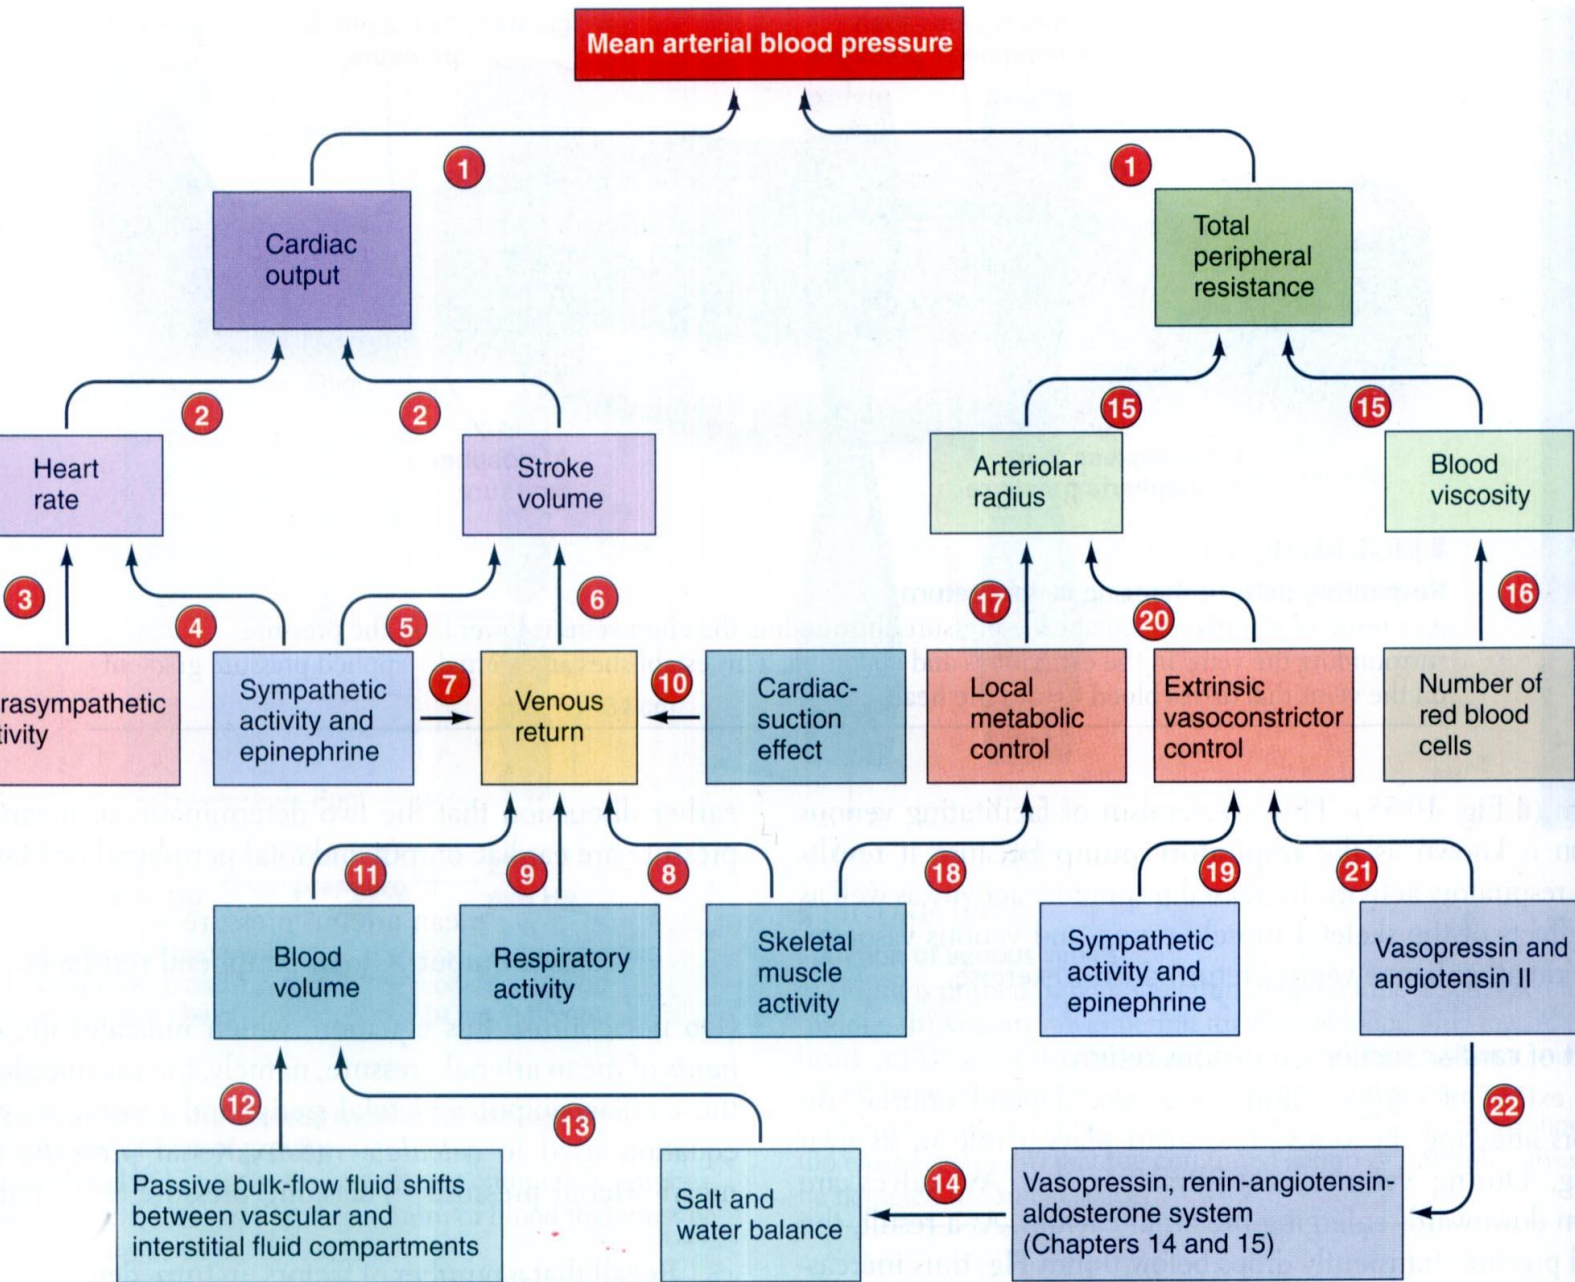 Mean arterial blood pressure
1
1
Cardiac
output
Total
peripheral
resistance
2
2
15
15
Heart
rate
Stroke
volume
Arteriolar
radius
Blood
viscosity
3
4
5
6
17
20
16
rasympathetic
tivity
Sympathetic
activity and
epinephrine
7
Venous
return
10
Cardiac-
suction
effect
Local
metabolic
control
Extrinsic
vasoconstrictor
control
Number of
red blood
cells
11
9
8
18
19
21
Blood
volume
Respiratory
activity
Skeletal
muscle
activity
Sympathetic
activity and
epinephrine
Vasopressin and
angiotensin II
12
13
22
Passive bulk-flow fluid shifts
between vascular and
interstitial fluid compartments
Salt and
water balance
14
Vasopressin, renin-angiotensin-
aldosterone system
(Chapters 14 and 15)